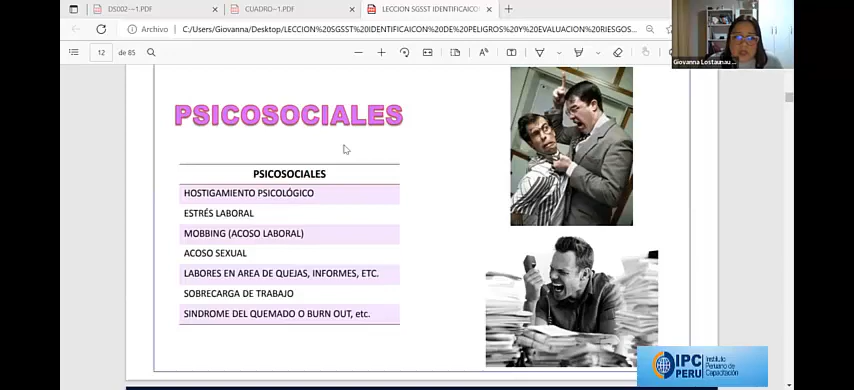 DS002~-1.PDF
CUADRO~1.PDF
LECCION SGSST IDENTIFICAICON
Archivo
C:/Users/Giovanna/Desktop/LECCION%20SGSST%20IDENTIFICAICON%20DE%20PELIGROS%20Y%20EVALUACION%20RIESGOS...
12 de 85
Giovanna Lostaunau ...
PSICOSOCIALES
PSICOSOCIALES
HOSTIGAMIENTO PSICOLÓGICO
ESTRÉS LABORAL
MOBBING (ACOSO LABORAL)
ACOSO SEXUAL
LABORES EN AREA DE QUEJAS, INFORMES, ETC.
SOBRECARGA DE TRABAJO
SINDROME DEL QUEMADO O BURN OUT, etc.
IPC
PERU
Instituto
Peruano de
Capacitación